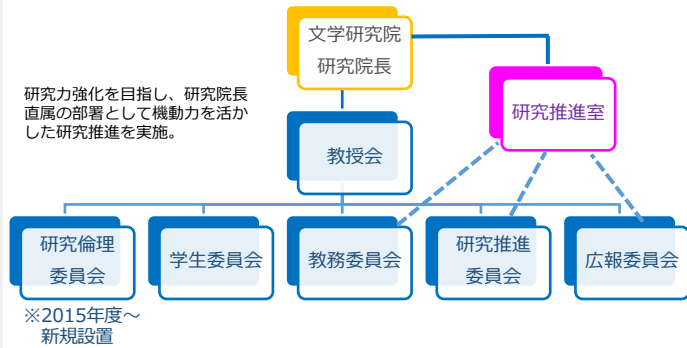 文学研究院
研究院長
研究力強化を目指し、研究院長
直属の部署として機動力を活か
した研究推進を実施。
研究推進室
教授会
研究倫理
委員会
学生委員会
教務委員会
研究推進
委員会
広報委員会
※2015年度～
新規設置